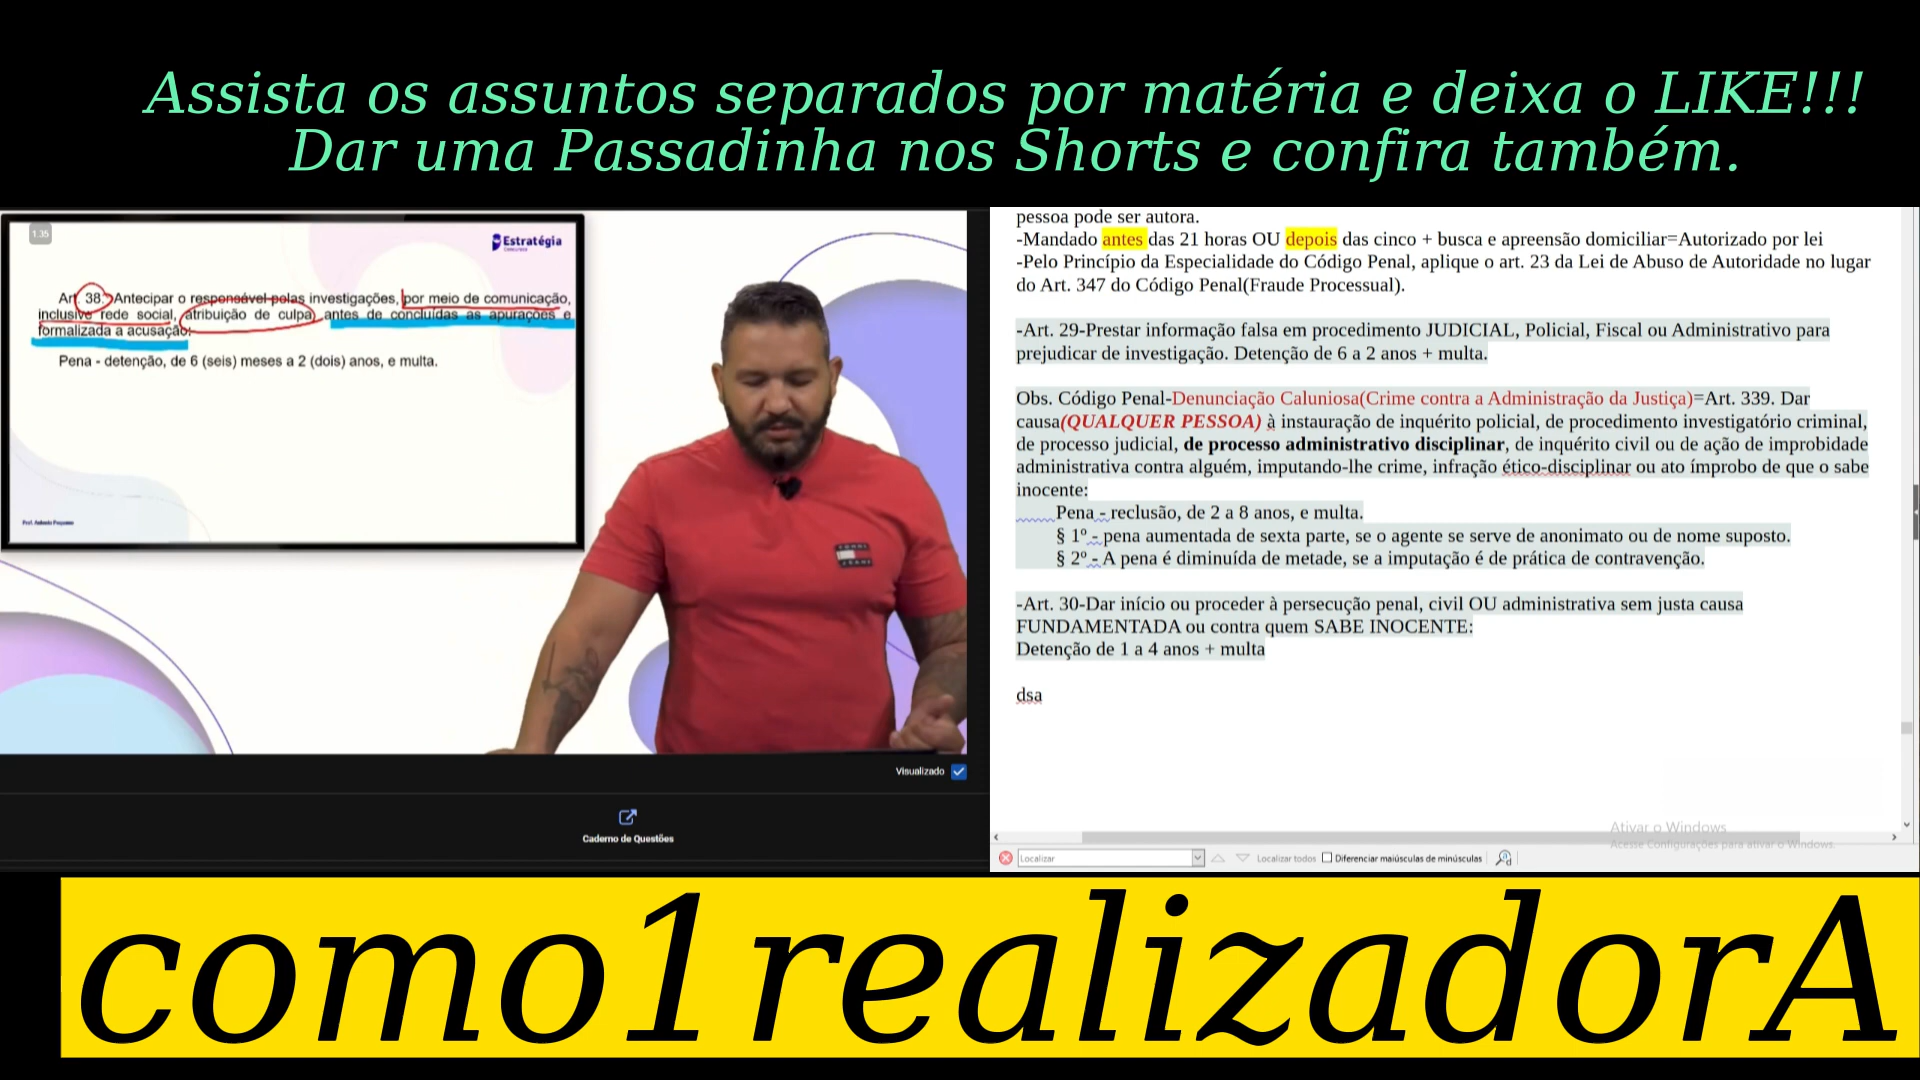 Assista os assuntos separados por matéria e deixa o LIKE!!!
Dar uma Passadinha nos Shorts e confira também.
1.35
Estratégia
Concursos
Art. 38. Antecipar o responsável pelas investigações, por meio de comunicação,
inclusive rede social, atribuição de culpa, antes de concluídas as apurações e
formalizada a acusação:
Pena - detenção, de 6 (seis) meses a 2 (dois) anos, e multa.
Prof. Antonio Pequeno
Visualizado
Caderno de Questões
pessoa pode ser autora.
-Mandado antes das 21 horas OU depois das cinco + busca e apreensão domiciliar=Autorizado por lei
-Pelo Princípio da Especialidade do Código Penal, aplique o art. 23 da Lei de Abuso de Autoridade no lugar
do Art. 347 do Código Penal(Fraude Processual).
-Art. 29-Prestar informação falsa em procedimento JUDICIAL, Policial, Fiscal ou Administrativo para
prejudicar de investigação. Detenção de 6 a 2 anos + multa.
Obs. Código Penal-Denunciação Caluniosa(Crime contra a Administração da Justiça)=Art. 339. Dar
causa(QUALQUER PESSOA) à instauração de inquérito policial, de procedimento investigatório criminal,
de processo judicial, de processo administrativo disciplinar, de inquérito civil ou de ação de improbidade
administrativa contra alguém, imputando-lhe crime, infração ético-disciplinar ou ato ímprobo de que o sabe
inocente:
Pena - reclusão, de 2 a 8 anos, e multa.
§ 1º - pena aumentada de sexta parte, se o agente se serve de anonimato ou de nome suposto.
§ 2º - A pena é diminuída de metade, se a imputação é de prática de contravenção.
-Art. 30-Dar início ou proceder à persecução penal, civil OU administrativa sem justa causa
FUNDAMENTADA ou contra quem SABE INOCENTE:
Detenção de 1 a 4 anos + multa
dsa
Ativar o Windows
Acesse Configurações para ativar o Windows.
Localizar
Localizar todos
Diferenciar maiúsculas de minúsculas
como1realizadorA